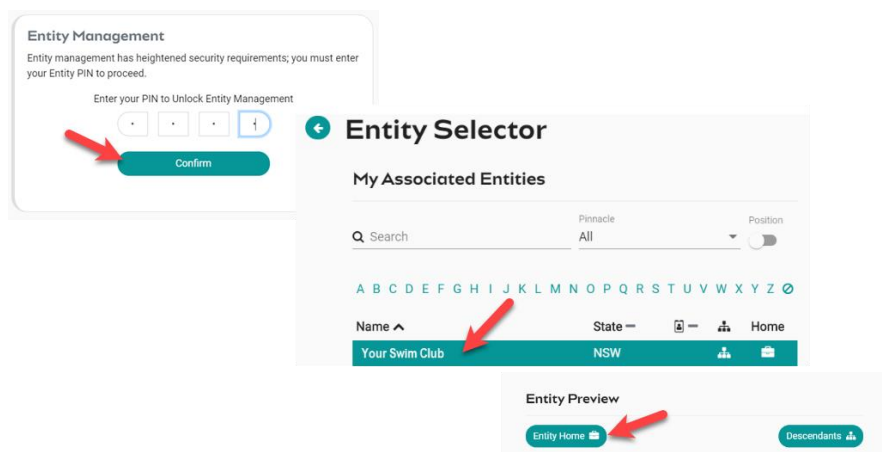 Entity Management
Entity management has heightened security requirements; you must enter
your Entity PIN to proceed.
Enter your PIN to Unlock Entity Management
Confirm
Entity Selector
My Associated Entities
Search
Pinnacle
All
Position
A B C D E F G H I J K L M N O P Q R S T U V W X Y Z
Name State Home
Your Swim Club NSW
Entity Preview
Entity Home Descendants